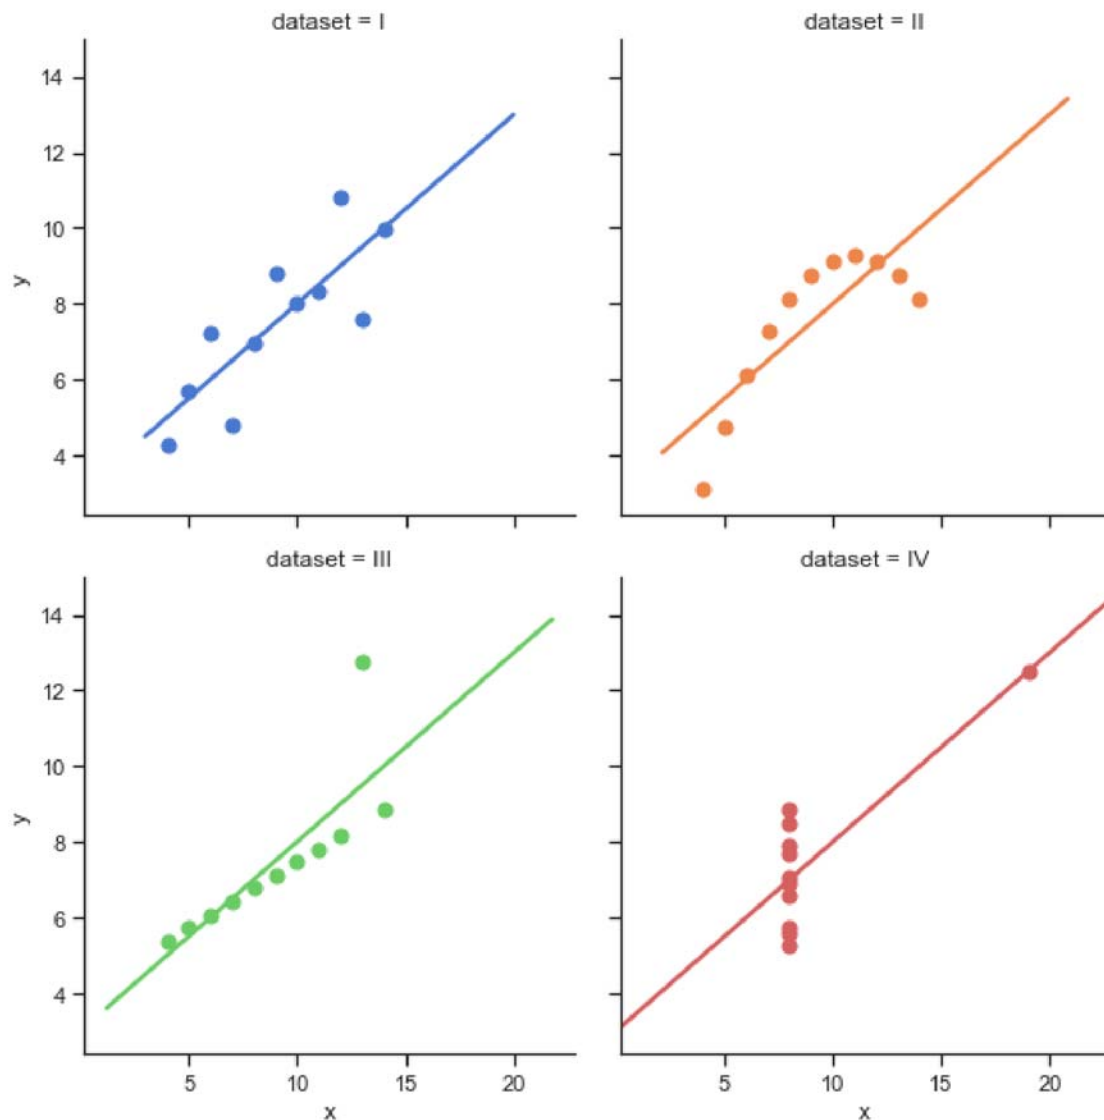 dataset = I
dataset = II
14
12
10
8
6
4
y
dataset = III
dataset = IV
14
12
10
8
6
4
y
5
10
15
20
5
10
15
20
x
x